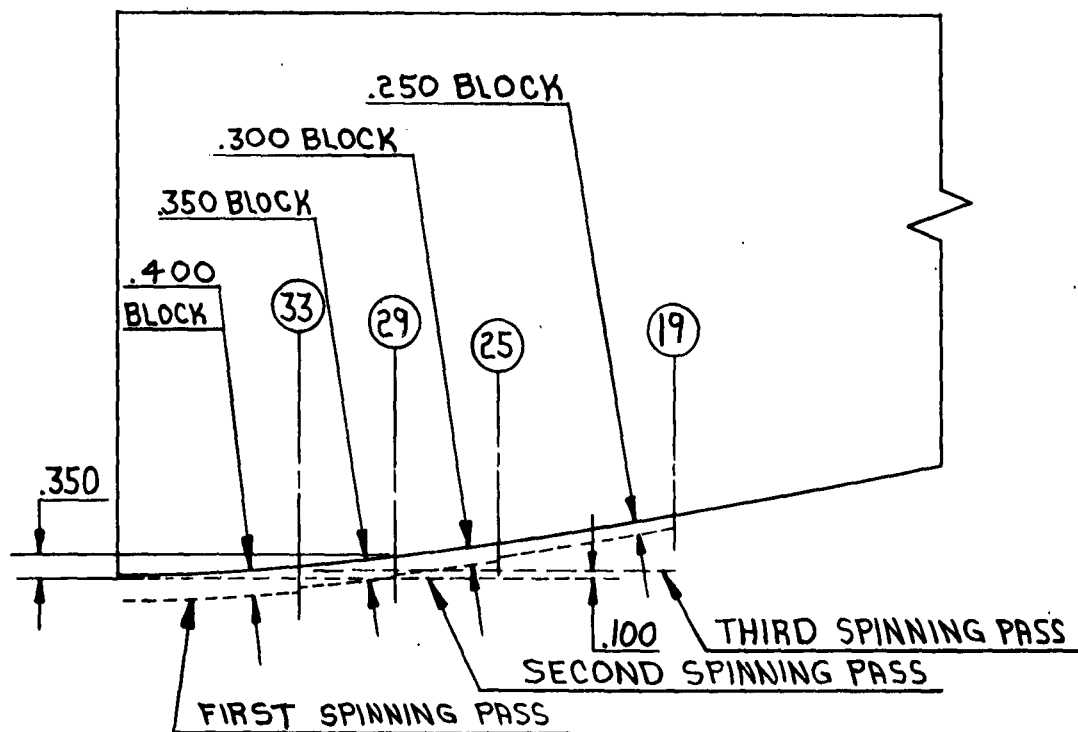 .250 BLOCK
.300 BLOCK
.350 BLOCK
.400
BLOCK
33
29
25
19
.350
.100
THIRD SPINNING PASS
SECOND SPINNING PASS
FIRST SPINNING PASS